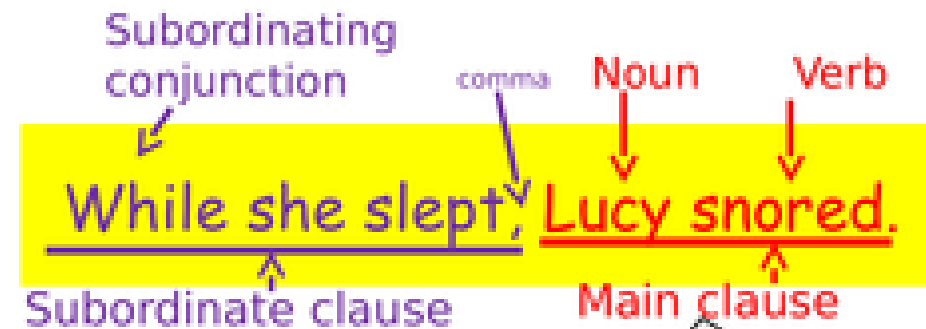 Subordinating
conjunction
comma
Noun
Verb
While she slept, Lucy snored.
Subordinate clause
Main clause